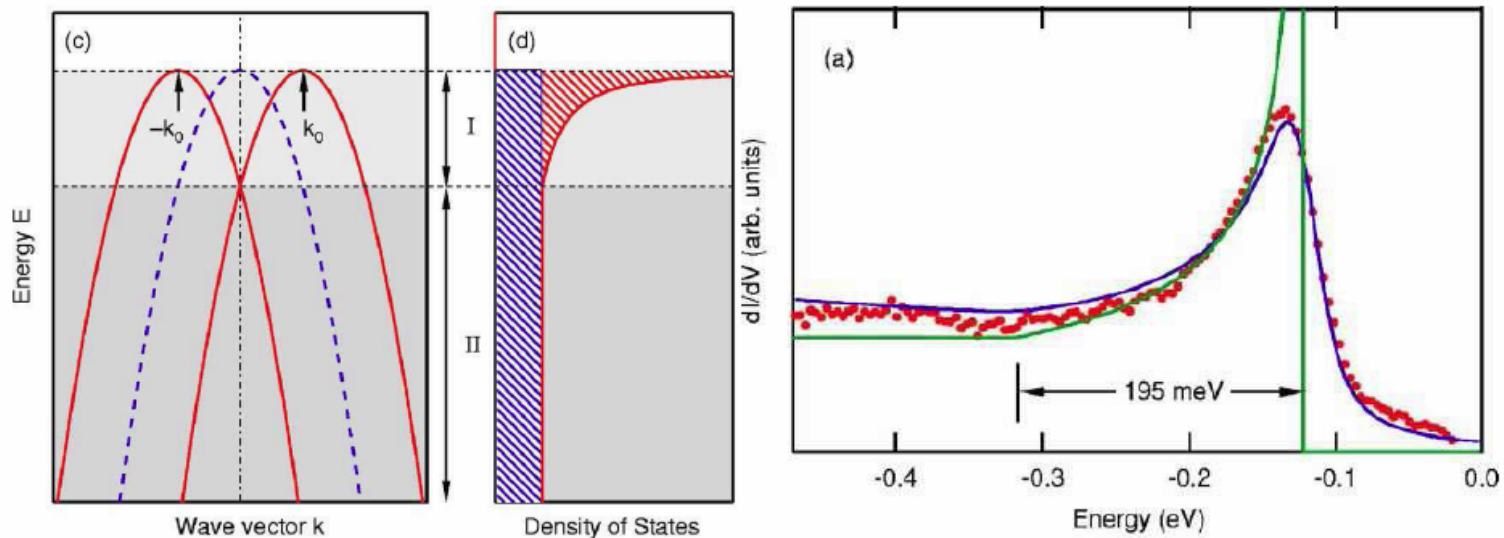 (c)
–k₀
k₀
Energy E
Wave vector k
I
II
(d)
Density of States
(a)
dI/dV (arb. units)
195 meV
-0.4
-0.3
-0.2
-0.1
0.0
Energy (eV)